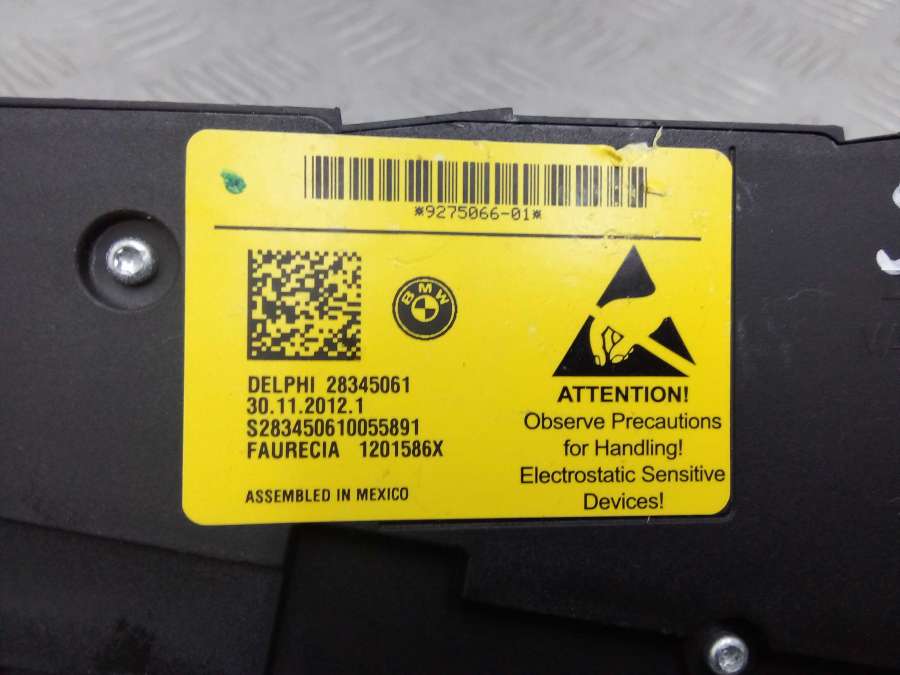 *9275066-01*
BMW
DELPHI 28345061
30.11.2012.1
S283450610055891
FAURECIA 1201586X
ASSEMBLED IN MEXICO
ATTENTION!
Observe Precautions
for Handling!
Electrostatic Sensitive
Devices!